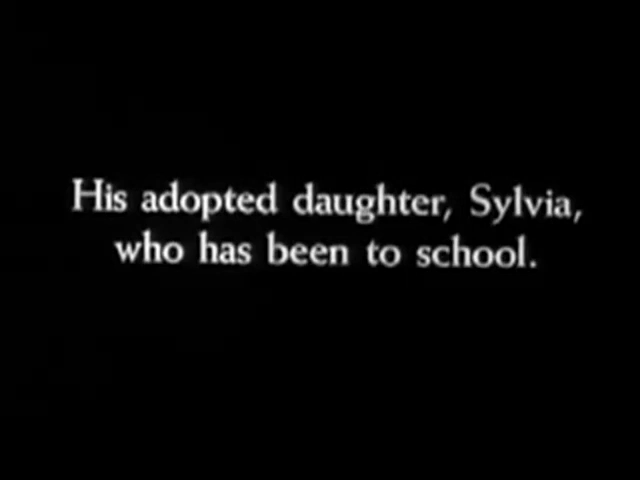 His adopted daughter, Sylvia,
who has been to school.